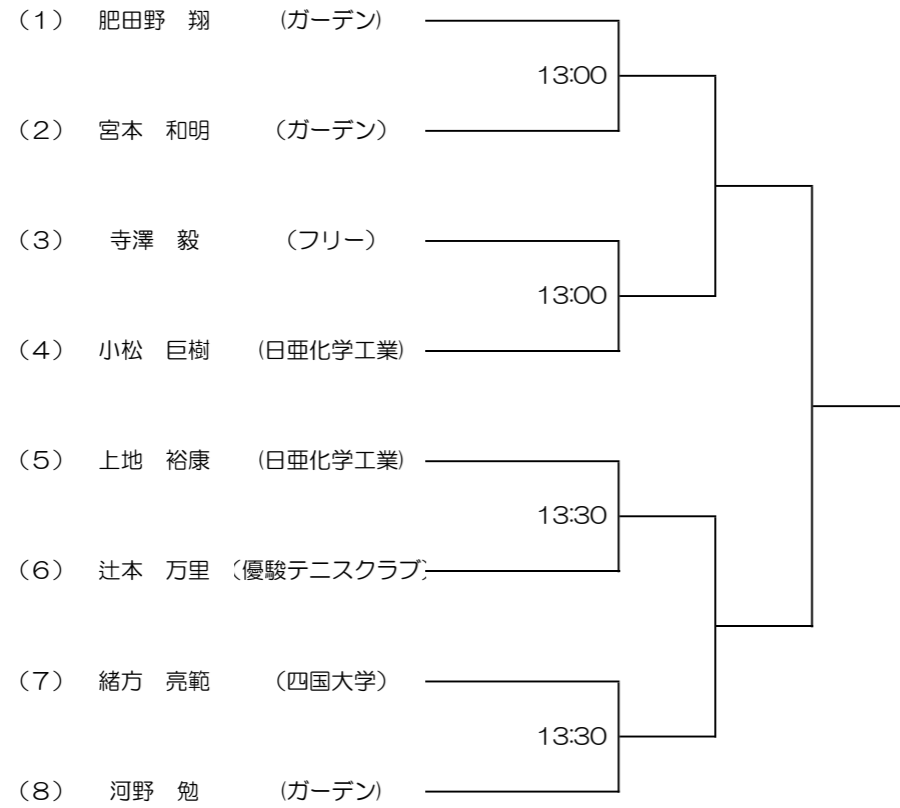 （1） 肥田野 翔 (ガーデン)
13:00
（2） 宮本 和明 （ガーデン）
（3） 寺澤 毅 （フリー）
13:00
（4） 小松 巨樹 (日亜化学工業)
（5） 上地 裕康 (日亜化学工業)
13:30
（6） 辻本 万里 （優駿テニスクラブ）
（7） 緒方 亮範 （四国大学）
13:30
（8） 河野 勉 (ガーデン)